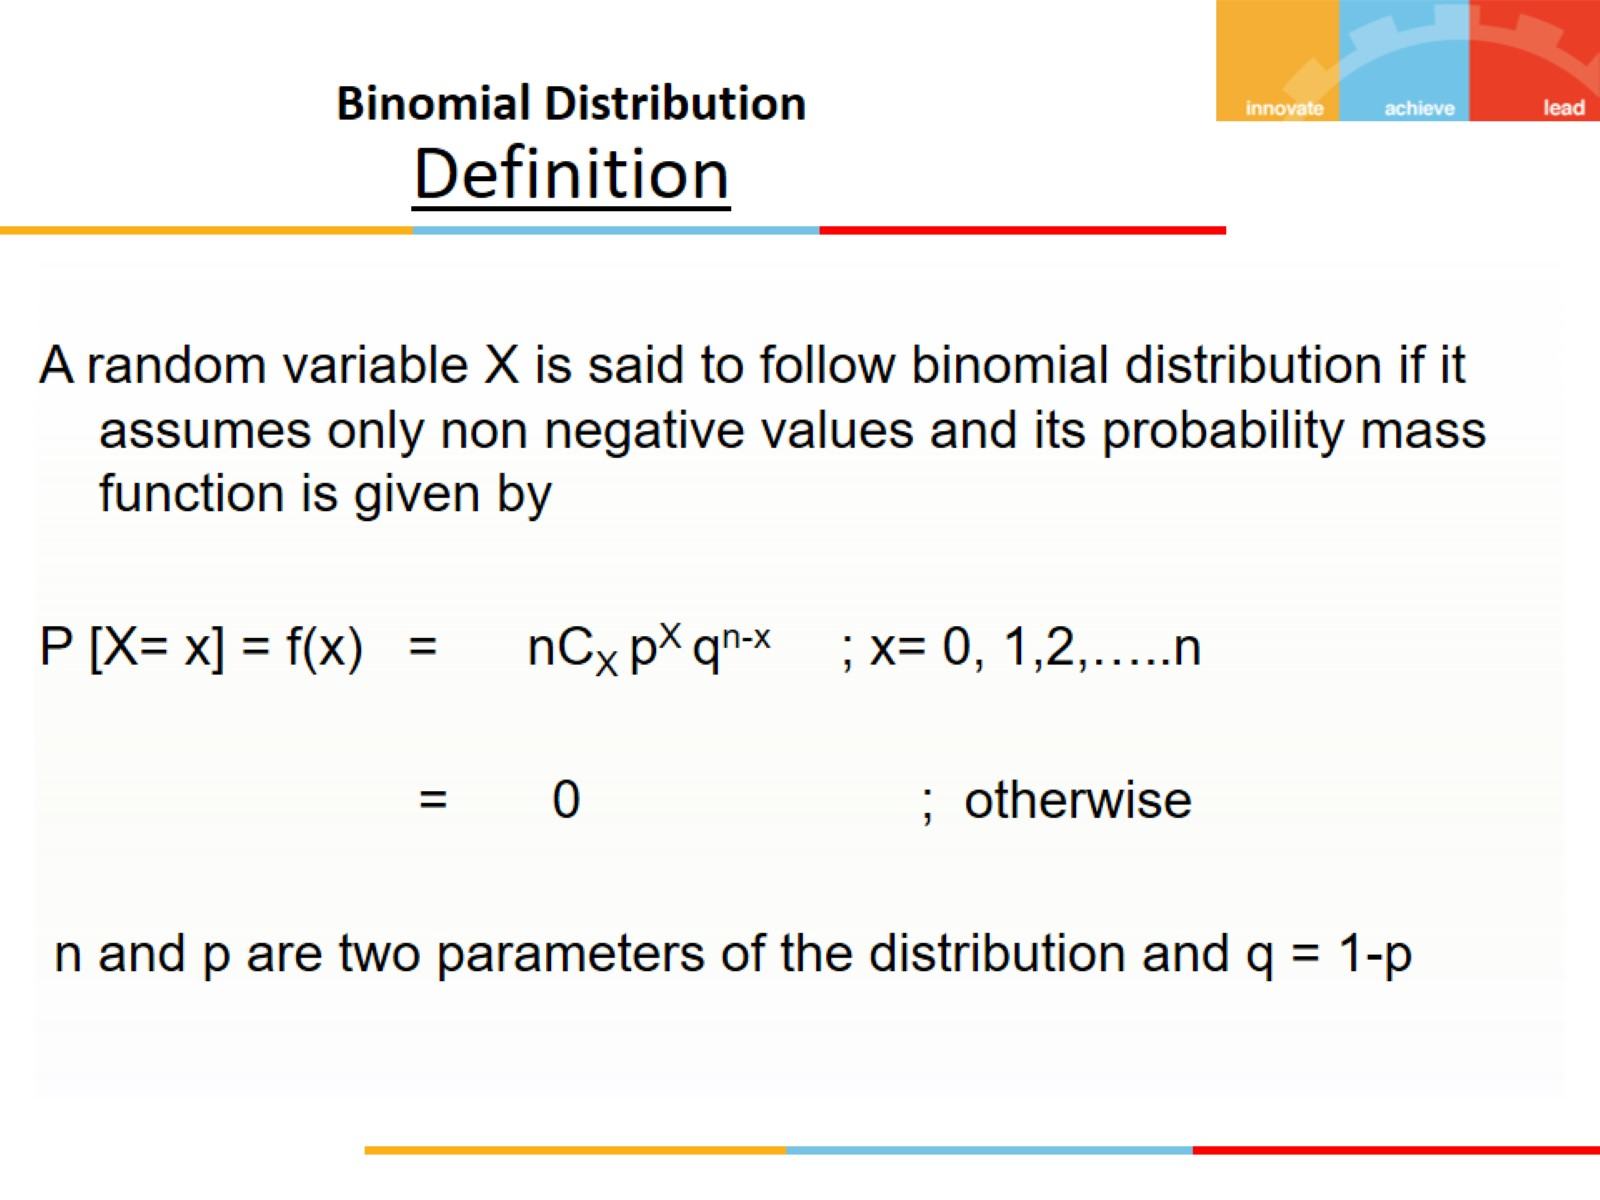 innovate achieve lead
Binomial Distribution
Definition
A random variable X is said to follow binomial distribution if it
assumes only non negative values and its probability mass
function is given by
P [X= x] = f(x) = nCₓ pˣ qⁿ⁻ˣ ; x= 0, 1,2,…..n
= 0 ; otherwise
n and p are two parameters of the distribution and q = 1-p